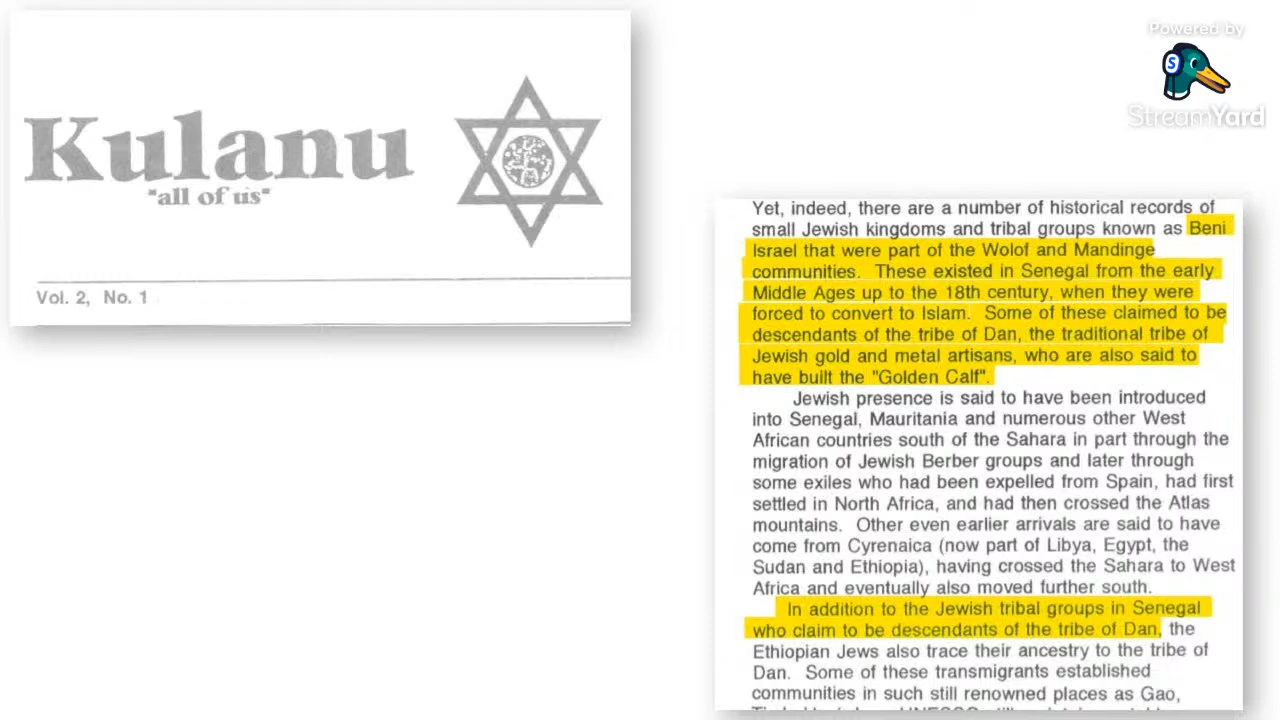 Kulanu
"all of us"
Vol. 2, No. 1
Powered by
S
StreamYard
Yet, indeed, there are a number of historical records of
small Jewish kingdoms and tribal groups known as Beni
Israel that were part of the Wolof and Mandinge
communities. These existed in Senegal from the early
Middle Ages up to the 18th century, when they were
forced to convert to Islam. Some of these claimed to be
descendants of the tribe of Dan, the traditional tribe of
Jewish gold and metal artisans, who are also said to
have built the "Golden Calf".
Jewish presence is said to have been introduced
into Senegal, Mauritania and numerous other West
African countries south of the Sahara in part through the
migration of Jewish Berber groups and later through
some exiles who had been expelled from Spain, had first
settled in North Africa, and had then crossed the Atlas
mountains. Other even earlier arrivals are said to have
come from Cyrenaica (now part of Libya, Egypt, the
Sudan and Ethiopia), having crossed the Sahara to West
Africa and eventually also moved further south.
In addition to the Jewish tribal groups in Senegal
who claim to be descendants of the tribe of Dan, the
Ethiopian Jews also trace their ancestry to the tribe of
Dan. Some of these transmigrants established
communities in such still renowned places as Gao,